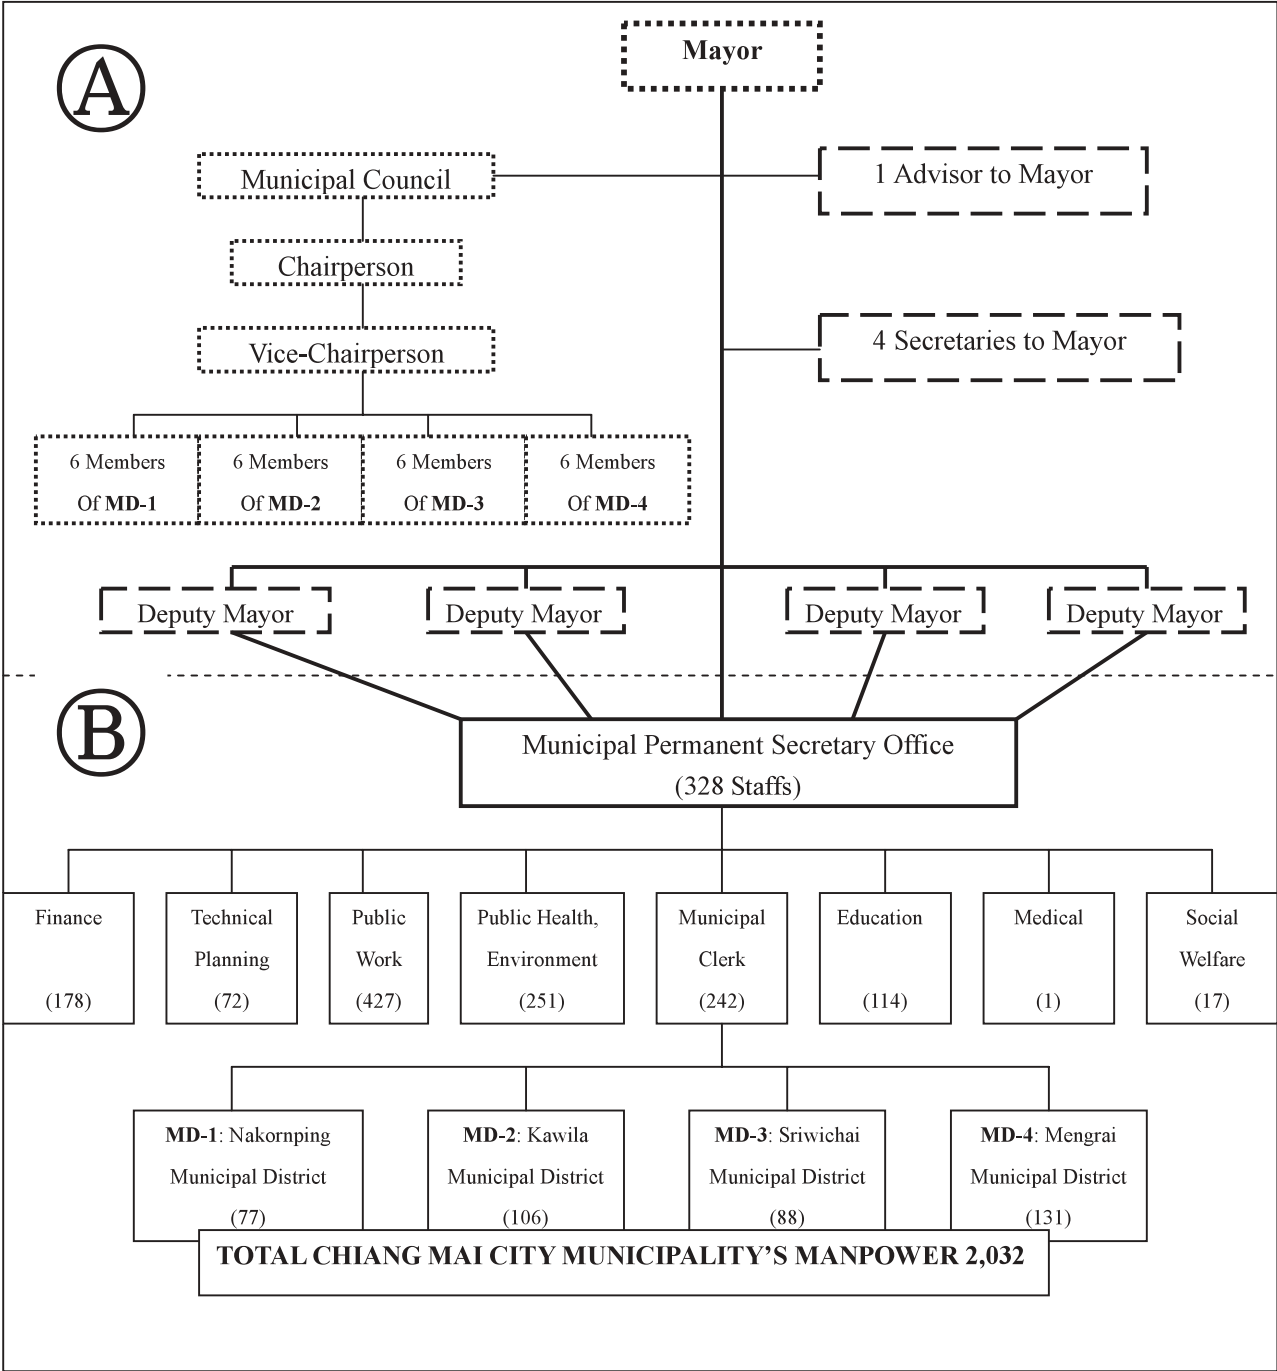 A
Mayor
Municipal Council
1 Advisor to Mayor
Chairperson
4 Secretaries to Mayor
Vice-Chairperson
6 Members
Of MD-1
6 Members
Of MD-2
6 Members
Of MD-3
6 Members
Of MD-4
Deputy Mayor
Deputy Mayor
Deputy Mayor
Deputy Mayor
B
Municipal Permanent Secretary Office
(328 Staffs)
Finance
(178)
Technical
Planning
(72)
Public
Work
(427)
Public Health,
Environment
(251)
Municipal
Clerk
(242)
Education
(114)
Medical
(1)
Social
Welfare
(17)
MD-1: Nakornping
Municipal District
(77)
MD-2: Kawila
Municipal District
(106)
MD-3: Sriwichai
Municipal District
(88)
MD-4: Mengrai
Municipal District
(131)
TOTAL CHIANG MAI CITY MUNICIPALITY'S MANPOWER 2,032